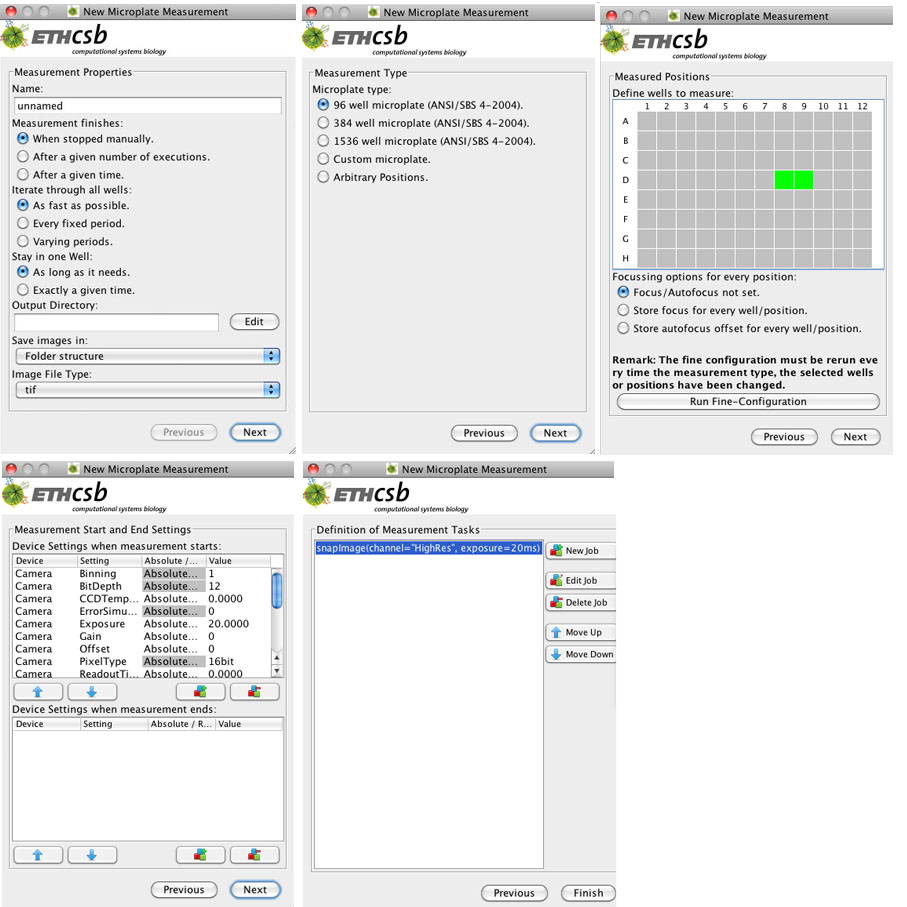 New Microplate Measurement
ETHcsb
computational systems biology
Measurement Properties
Name:
unnamed
Measurement finishes:
When stopped manually.
After a given number of executions.
After a given time.
Iterate through all wells:
As fast as possible.
Every fixed period.
Varying periods.
Stay in one Well:
As long as it needs.
Exactly a given time.
Output Directory:
Edit
Save images in:
Folder structure
Image File Type:
tif
Previous Next
New Microplate Measurement
ETHcsb
computational systems biology
Measurement Type
Microplate type:
96 well microplate (ANSI/SBS 4-2004).
384 well microplate (ANSI/SBS 4-2004).
1536 well microplate (ANSI/SBS 4-2004).
Custom microplate.
Arbitrary Positions.
Previous Next
New Microplate Measurement
ETHcsb
computational systems biology
Measured Positions
Define wells to measure:
1 2 3 4 5 6 7 8 9 10 11 12
A
B
C
D
E
F
G
H
Focussing options for every position:
Focus/Autofocus not set.
Store focus for every well/position.
Store autofocus offset for every well/position.
Remark: The fine configuration must be rerun eve
ry time the measurement type, the selected wells
or positions have been changed.
Run Fine-Configuration
Previous Next
New Microplate Measurement
ETHcsb
computational systems biology
Measurement Start and End Settings
Device Settings when measurement starts:
Device Setting Absolute /... Value
Camera Binning Absolute... 1
Camera BitDepth Absolute... 12
Camera CCDTemp... Absolute... 0.0000
Camera ErrorSimu... Absolute... 0
Camera Exposure Absolute... 20.0000
Camera Gain Absolute... 0
Camera Offset Absolute... 0
Camera PixelType Absolute... 16bit
Camera ReadoutTi... Absolute... 0.0000
Device Settings when measurement ends:
Device Setting Absolute / R... Value
Previous Next
New Microplate Measurement
ETHcsb
computational systems biology
Definition of Measurement Tasks
snapImage(channel="HighRes", exposure=20ms)
New Job
Edit Job
Delete Job
Move Up
Move Down
Previous Finish